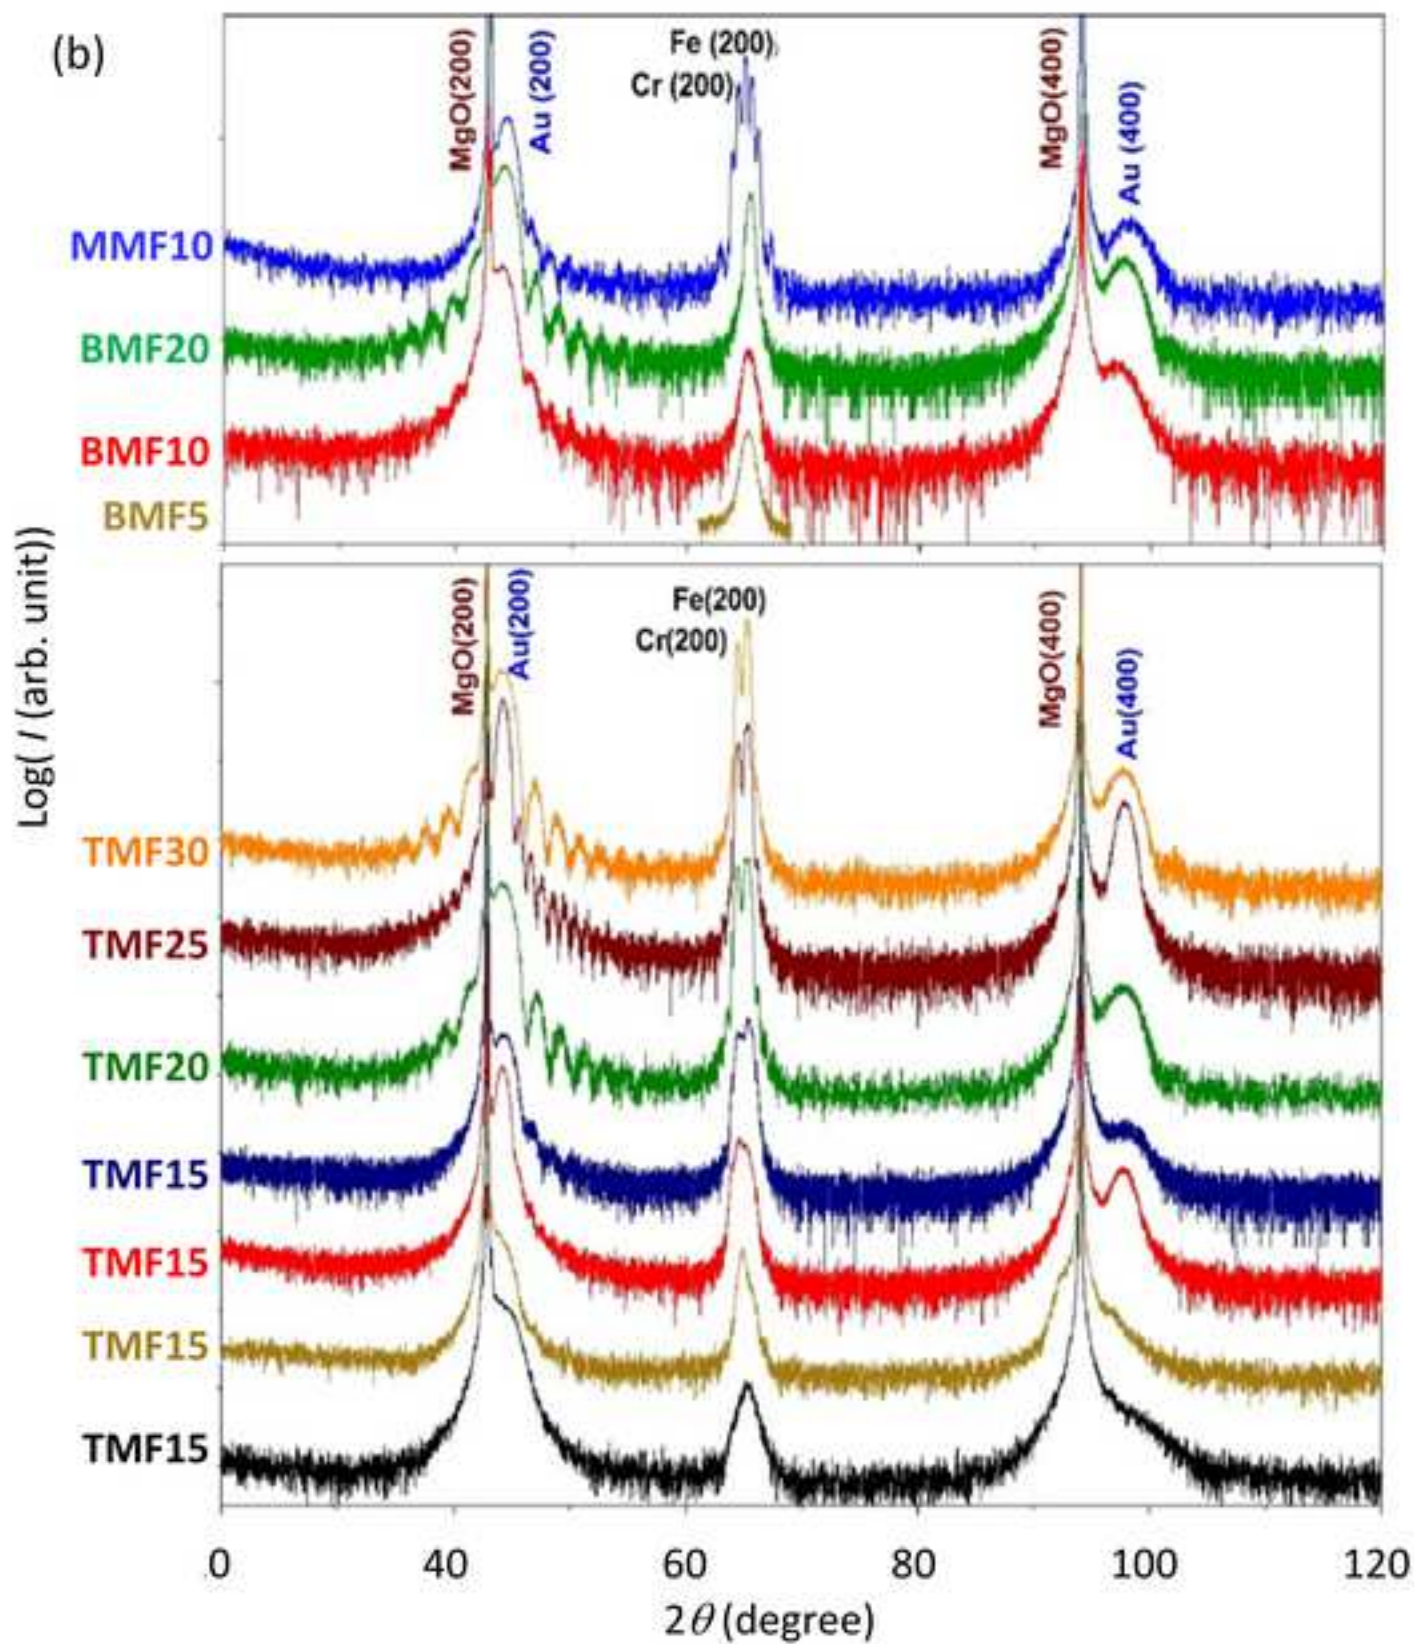 (b)
MgO(200)
Au (200)
Fe (200),
Cr (200)
MgO(400)
Au (400)
MMF10
BMF20
BMF10
BMF5
Log( I (arb. unit))
MgO(200)
Au(200)
Fe(200)
Cr(200)
MgO(400)
Au(400)
TMF30
TMF25
TMF20
TMF15
TMF15
TMF15
TMF15
0 40 60 80 100 120
2θ (degree)